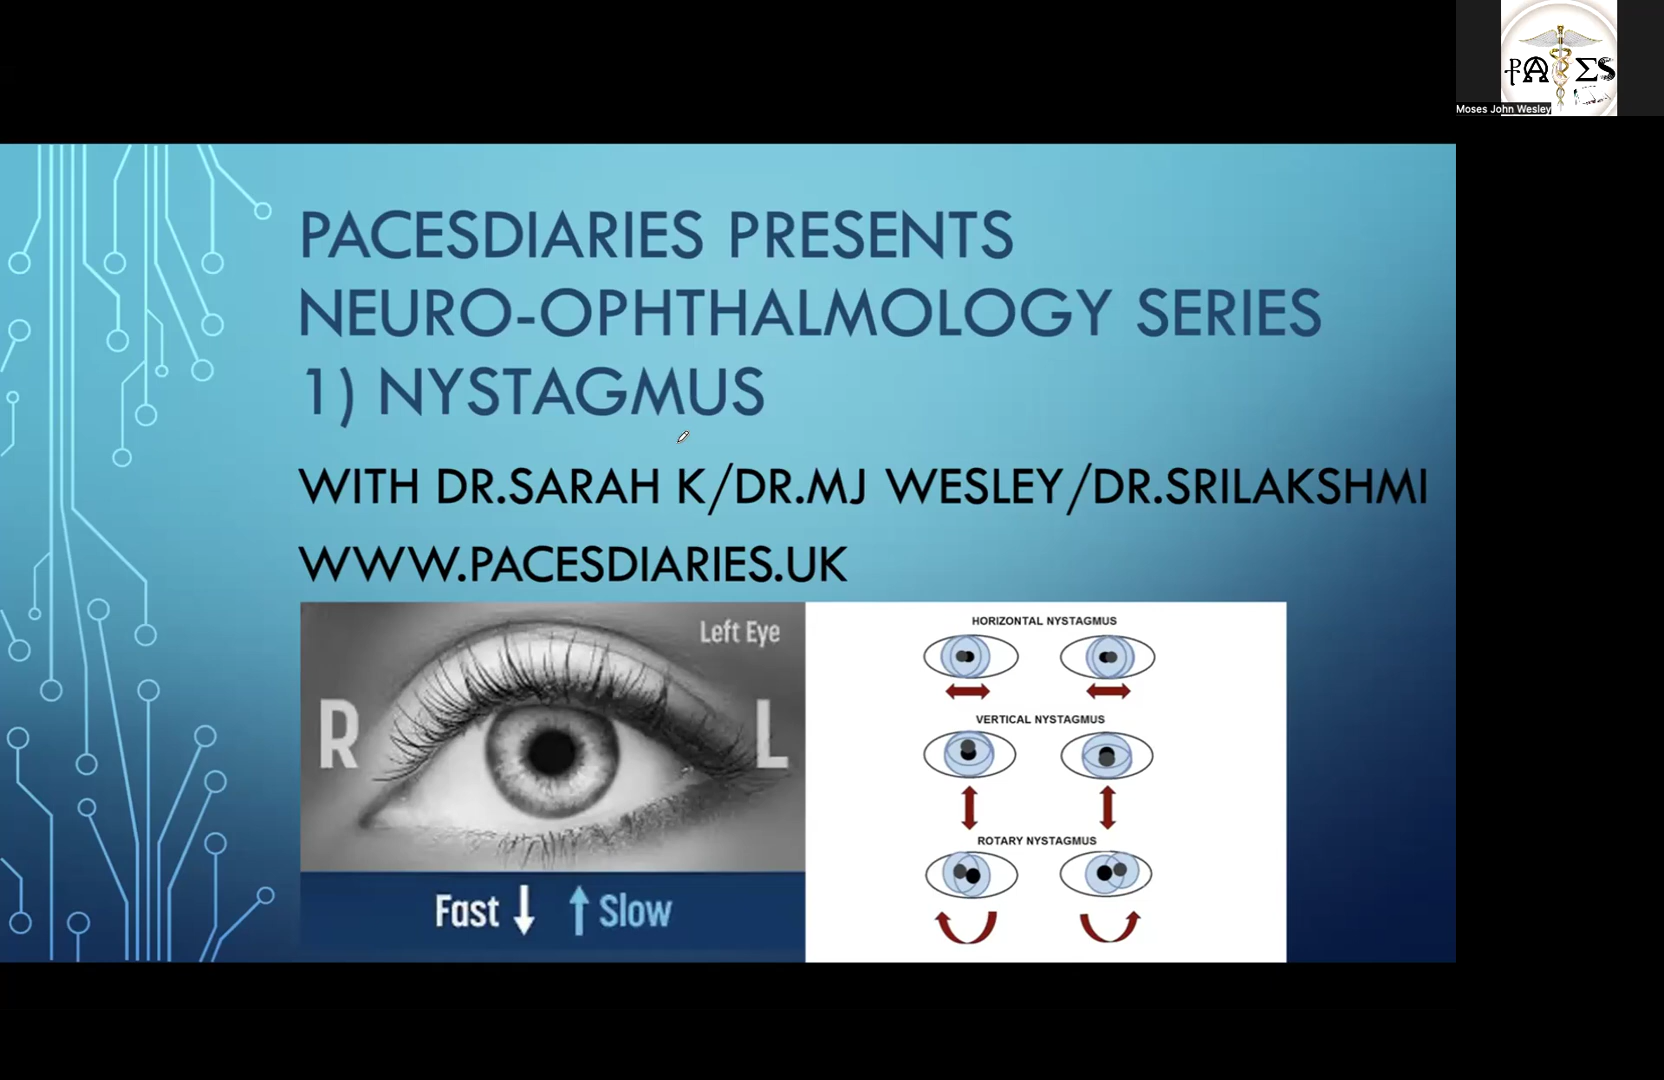 PACES
Moses John Wesley
PACESDIARIES PRESENTS
NEURO-OPHTHALMOLOGY SERIES
1) NYSTAGMUS
WITH DR.SARAH K/DR.MJ WESLEY/DR.SRILAKSHMI
WWW.PACESDIARIES.UK
Left Eye
R
L
Fast ↓ ↑ Slow
HORIZONTAL NYSTAGMUS
VERTICAL NYSTAGMUS
ROTARY NYSTAGMUS